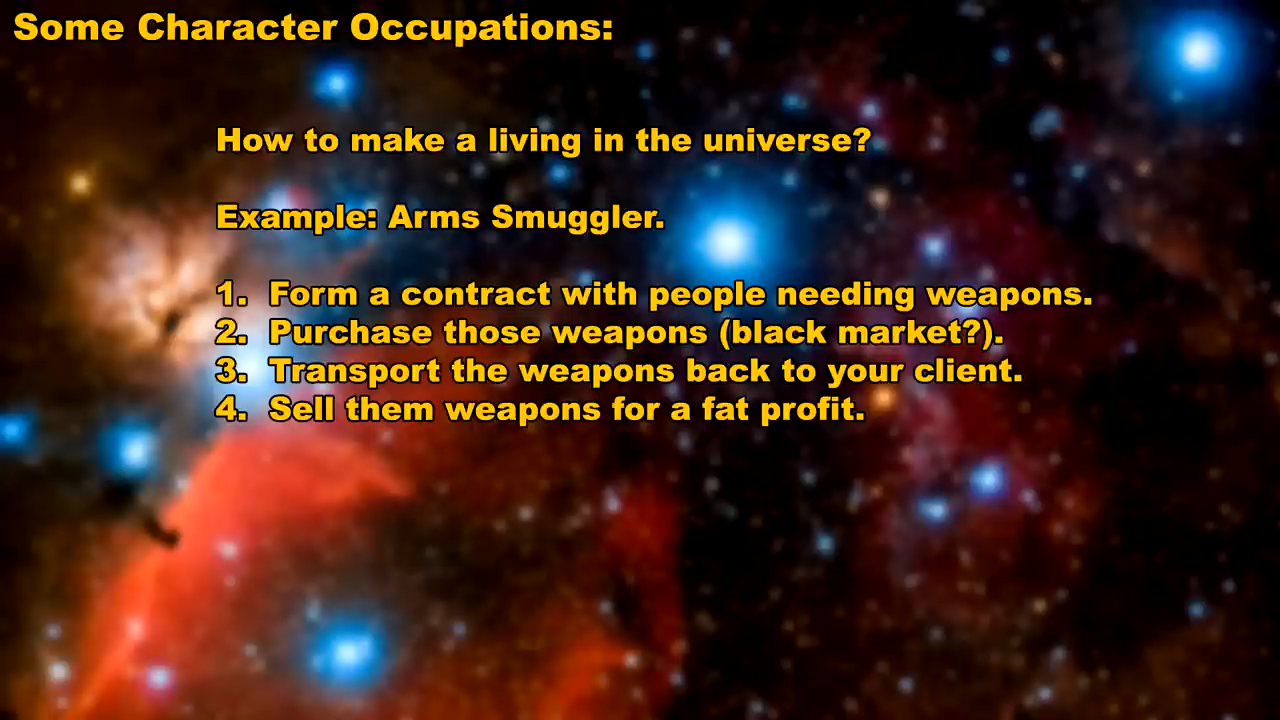 Some Character Occupations:
How to make a living in the universe?
Example: Arms Smuggler.
1. Form a contract with people needing weapons.
2. Purchase those weapons (black market?).
3. Transport the weapons back to your client.
4. Sell them weapons for a fat profit.